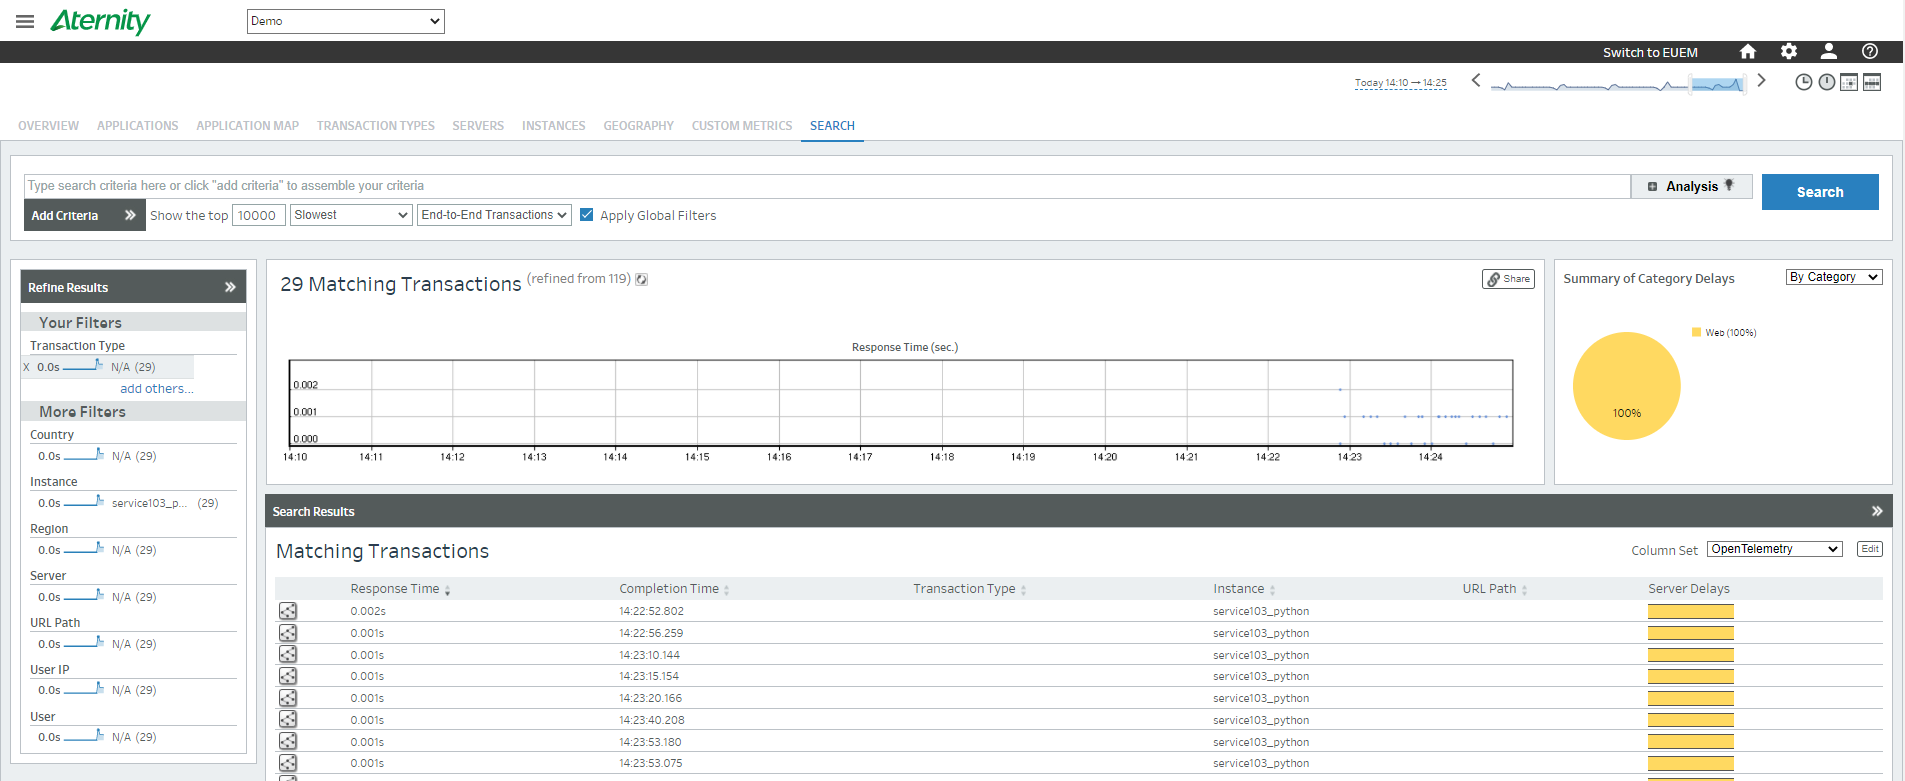 Aternity
Demo
Switch to EUEM
Today 14:10 → 14:25
OVERVIEW APPLICATIONS APPLICATION MAP TRANSACTION TYPES SERVERS INSTANCES GEOGRAPHY CUSTOM METRICS SEARCH
Type search criteria here or click "add criteria" to assemble your criteria
Analysis
Search
Add Criteria » Show the top 10000 Slowest End-to-End Transactions Apply Global Filters
Refine Results »
Your Filters
Transaction Type
X 0.0s N/A (29)
add others...
More Filters
Country
0.0s N/A (29)
Instance
0.0s service103_p... (29)
Region
0.0s N/A (29)
Server
0.0s N/A (29)
URL Path
0.0s N/A (29)
User IP
0.0s N/A (29)
User
0.0s N/A (29)
29 Matching Transactions (refined from 119)
Share
Response Time (sec.)
0.002
0.001
0.000
14:10 14:11 14:12 14:13 14:14 14:15 14:16 14:17 14:18 14:19 14:20 14:21 14:22 14:23 14:24
Summary of Category Delays By Category
Web (100%)
100%
Search Results »
Matching Transactions
Column Set OpenTelemetry Edit
Response Time Completion Time Transaction Type Instance URL Path Server Delays
0.002s 14:22:52.802 service103_python
0.001s 14:22:56.259 service103_python
0.001s 14:23:10.144 service103_python
0.001s 14:23:15.154 service103_python
0.001s 14:23:20.166 service103_python
0.001s 14:23:40.208 service103_python
0.001s 14:23:53.180 service103_python
0.001s 14:23:53.075 service103_python